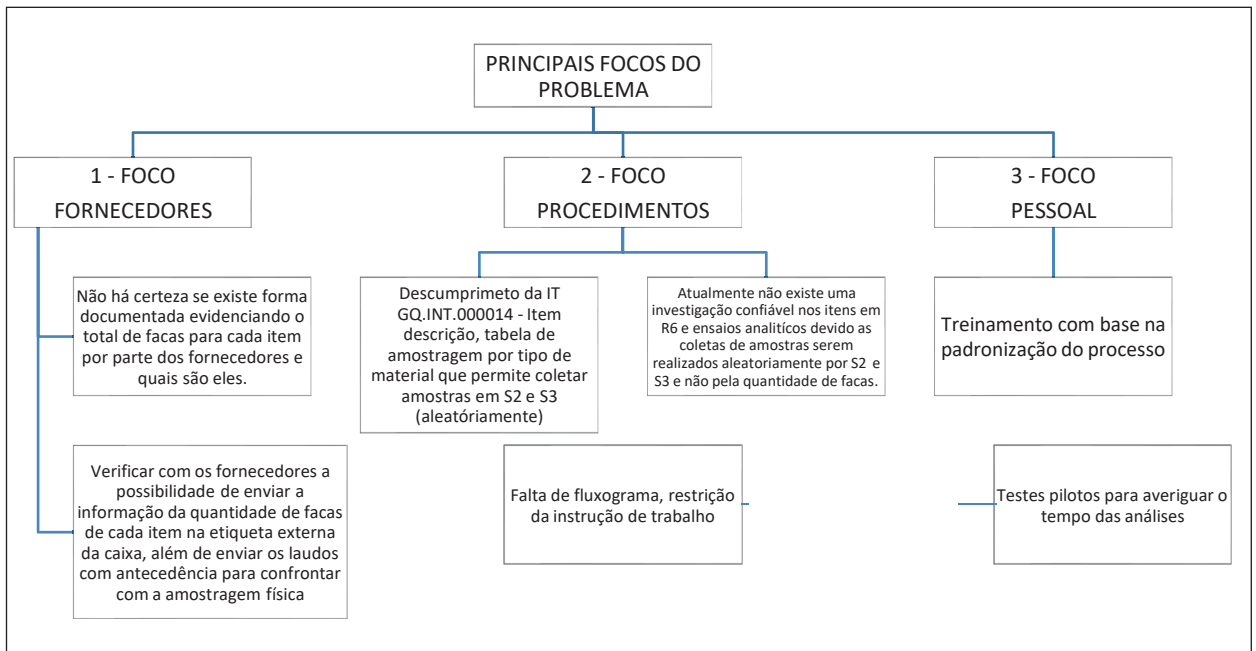 PRINCIPAIS FOCOS DO
PROBLEMA
1 - FOCO
FORNECEDORES
2 - FOCO
PROCEDIMENTOS
3 - FOCO
PESSOAL
Não há certeza se existe forma
documentada evidenciando o
total de facas para cada item
por parte dos fornecedores e
quais são eles.
Descumprimeto da IT
GQ.INT.000014 - Item
descrição, tabela de
amostragem por tipo de
material que permite coletar
amostras em S2 e S3
(aleatóriamente)
Atualmente não existe uma
investigação confiável nos itens em
R6 e ensaios analitícos devido as
coletas de amostras serem
realizados aleatoriamente por S2 e
S3 e não pela quantidade de facas.
Treinamento com base na
padronização do processo
Verificar com os fornecedores a
possibilidade de enviar a
informação da quantidade de facas
de cada item na etiqueta externa
da caixa, além de enviar os laudos
com antecedência para confrontar
com a amostragem física
Falta de fluxograma, restrição
da instrução de trabalho
Testes pilotos para averiguar o
tempo das análises